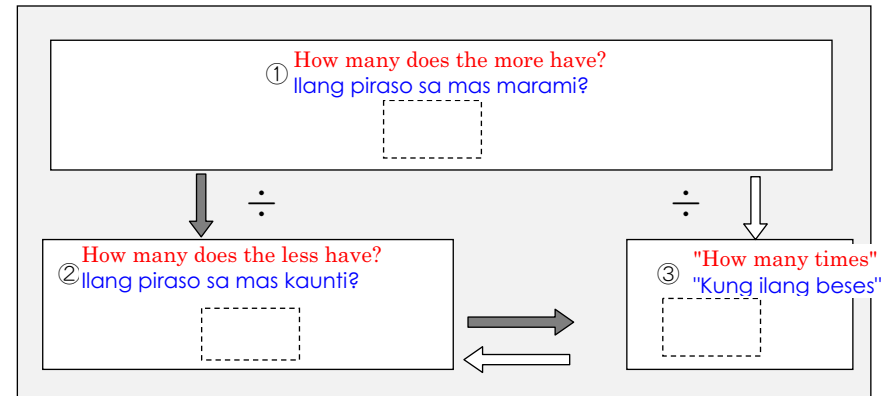 ① How many does the more have?
Ilang piraso sa mas marami?
÷ ÷
② How many does the less have?
Ilang piraso sa mas kaunti?
③ "How many times"
"Kung ilang beses"